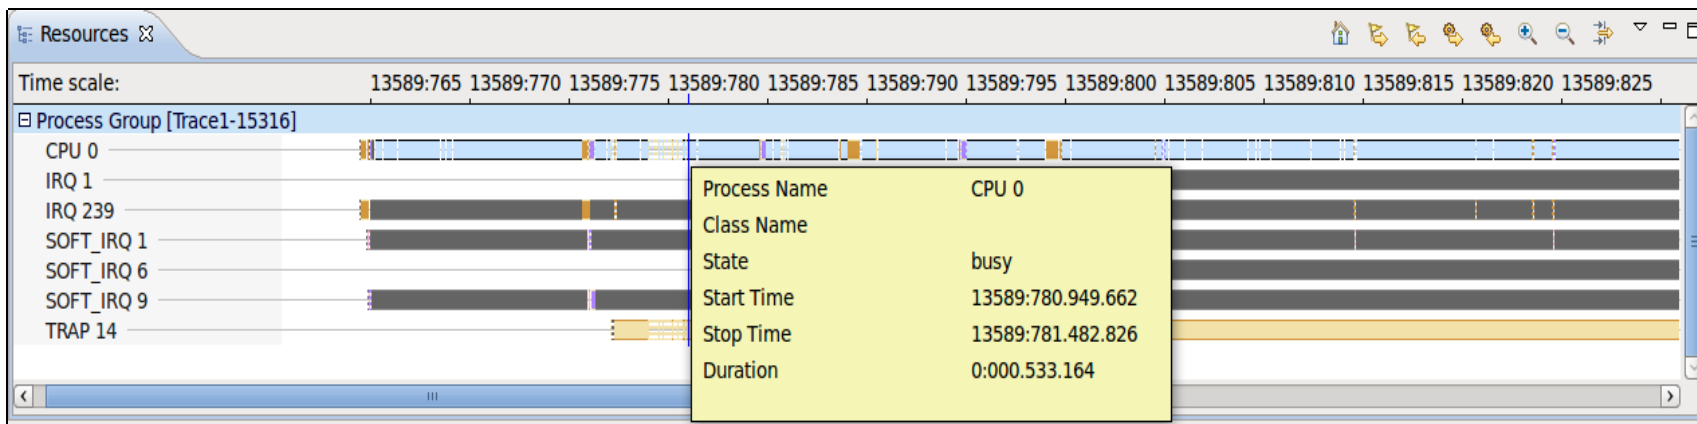 Resources
Time scale: 13589:765 13589:770 13589:775 13589:780 13589:785 13589:790 13589:795 13589:800 13589:805 13589:810 13589:815 13589:820 13589:825
Process Group [Trace1-15316]
CPU 0
IRQ 1
IRQ 239
SOFT_IRQ 1
SOFT_IRQ 6
SOFT_IRQ 9
TRAP 14
Process Name CPU 0
Class Name
State busy
Start Time 13589:780.949.662
Stop Time 13589:781.482.826
Duration 0:000.533.164